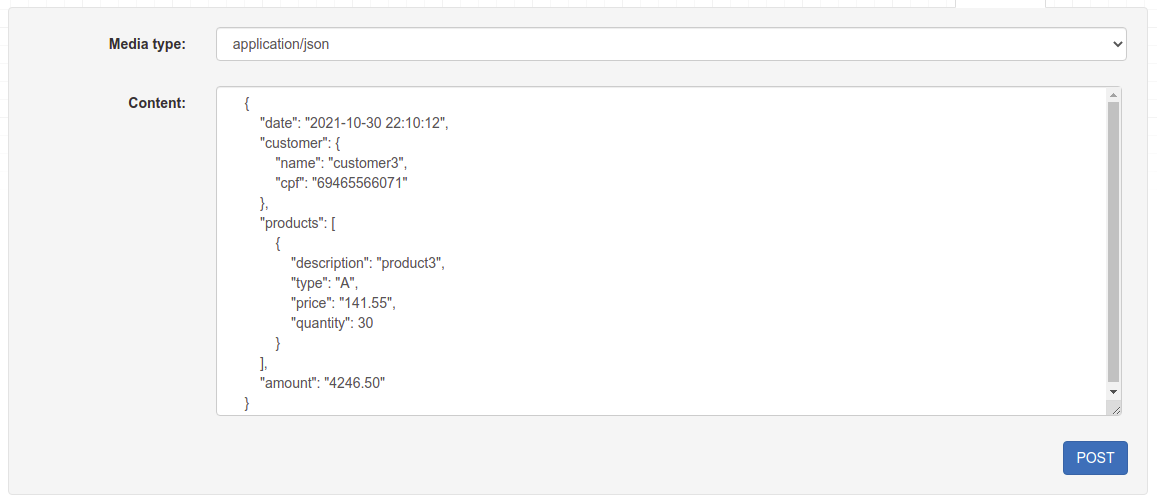 Media type: application/json
Content:
{
"date": "2021-10-30 22:10:12",
"customer": {
"name": "customer3",
"cpf": "69465566071"
},
"products": [
{
"description": "product3",
"type": "A",
"price": "141.55",
"quantity": 30
}
],
"amount": "4246.50"
}
POST